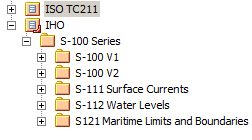 ISO TC211
IHO
S-100 Series
S-100 V1
S-100 V2
S-111 Surface Currents
S-112 Water Levels
S121 Maritime Limits and Boundaries